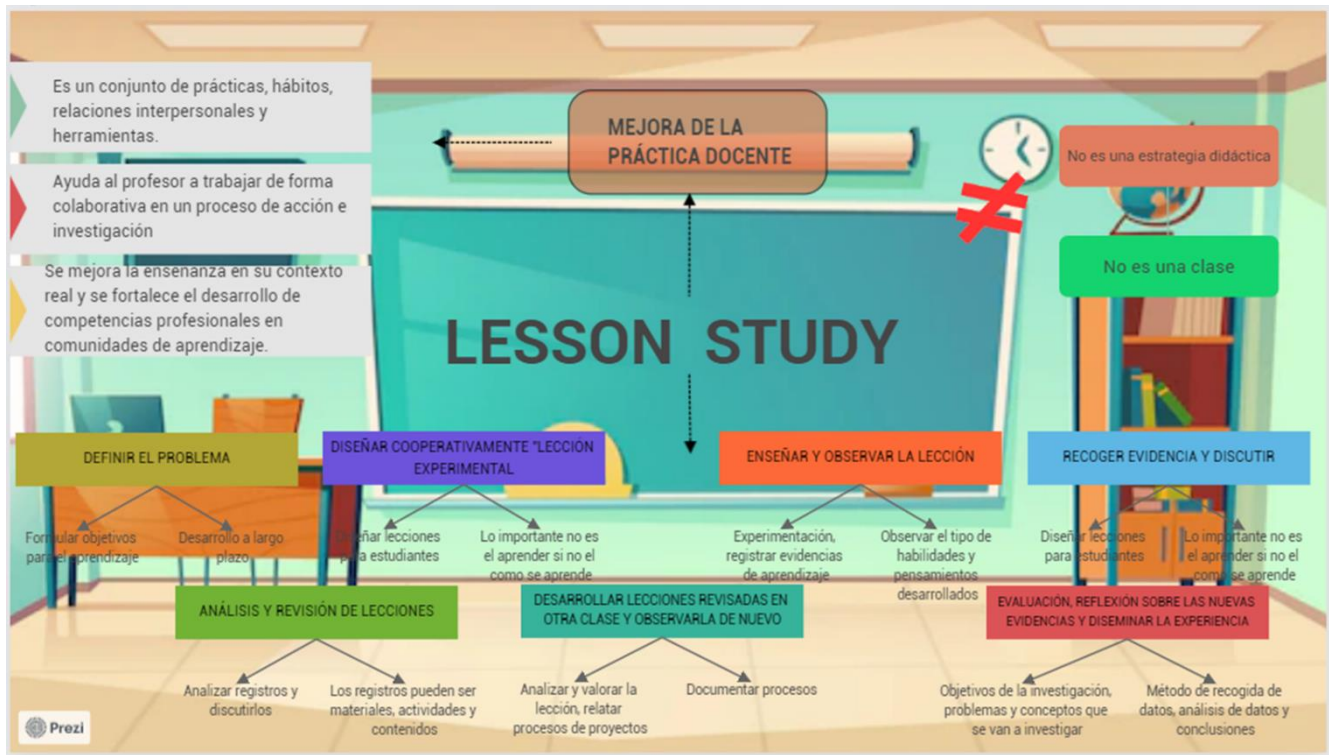 Es un conjunto de prácticas, hábitos,
relaciones interpersonales y
herramientas.
Ayuda al profesor a trabajar de forma
colaborativa en un proceso de acción e
investigación
Se mejora la enseñanza en su contexto
real y se fortalece el desarrollo de
competencias profesionales en
comunidades de aprendizaje.
MEJORA DE LA
PRÁCTICA DOCENTE
No es una estrategia didáctica
≠
No es una clase
LESSON STUDY
DEFINIR EL PROBLEMA
Formular objetivos
para el aprendizaje
Desarrollo a largo
plazo
DISEÑAR COOPERATIVAMENTE "LECCIÓN
EXPERIMENTAL
Diseñar lecciones
para estudiantes
Lo importante no es
el aprender si no el
como se aprende
ENSEÑAR Y OBSERVAR LA LECCIÓN
Experimentación,
registrar evidencias
de aprendizaje
Observar el tipo de
habilidades y
pensamientos
desarrollados
RECOGER EVIDENCIA Y DISCUTIR
Diseñar lecciones
para estudiantes
Lo importante no es
el aprender si no el
como se aprende
ANÁLISIS Y REVISIÓN DE LECCIONES
Analizar registros y
discutirlos
Los registros pueden ser
materiales, actividades y
contenidos
DESARROLLAR LECCIONES REVISADAS EN
OTRA CLASE Y OBSERVARLA DE NUEVO
Analizar y valorar la
lección, relatar
procesos de proyectos
Documentar procesos
EVALUACIÓN, REFLEXIÓN SOBRE LAS NUEVAS
EVIDENCIAS Y DISEMINAR LA EXPERIENCIA
Objetivos de la investigación,
problemas y conceptos que
se van a investigar
Método de recogida de
datos, análisis de datos y
conclusiones
Prezi